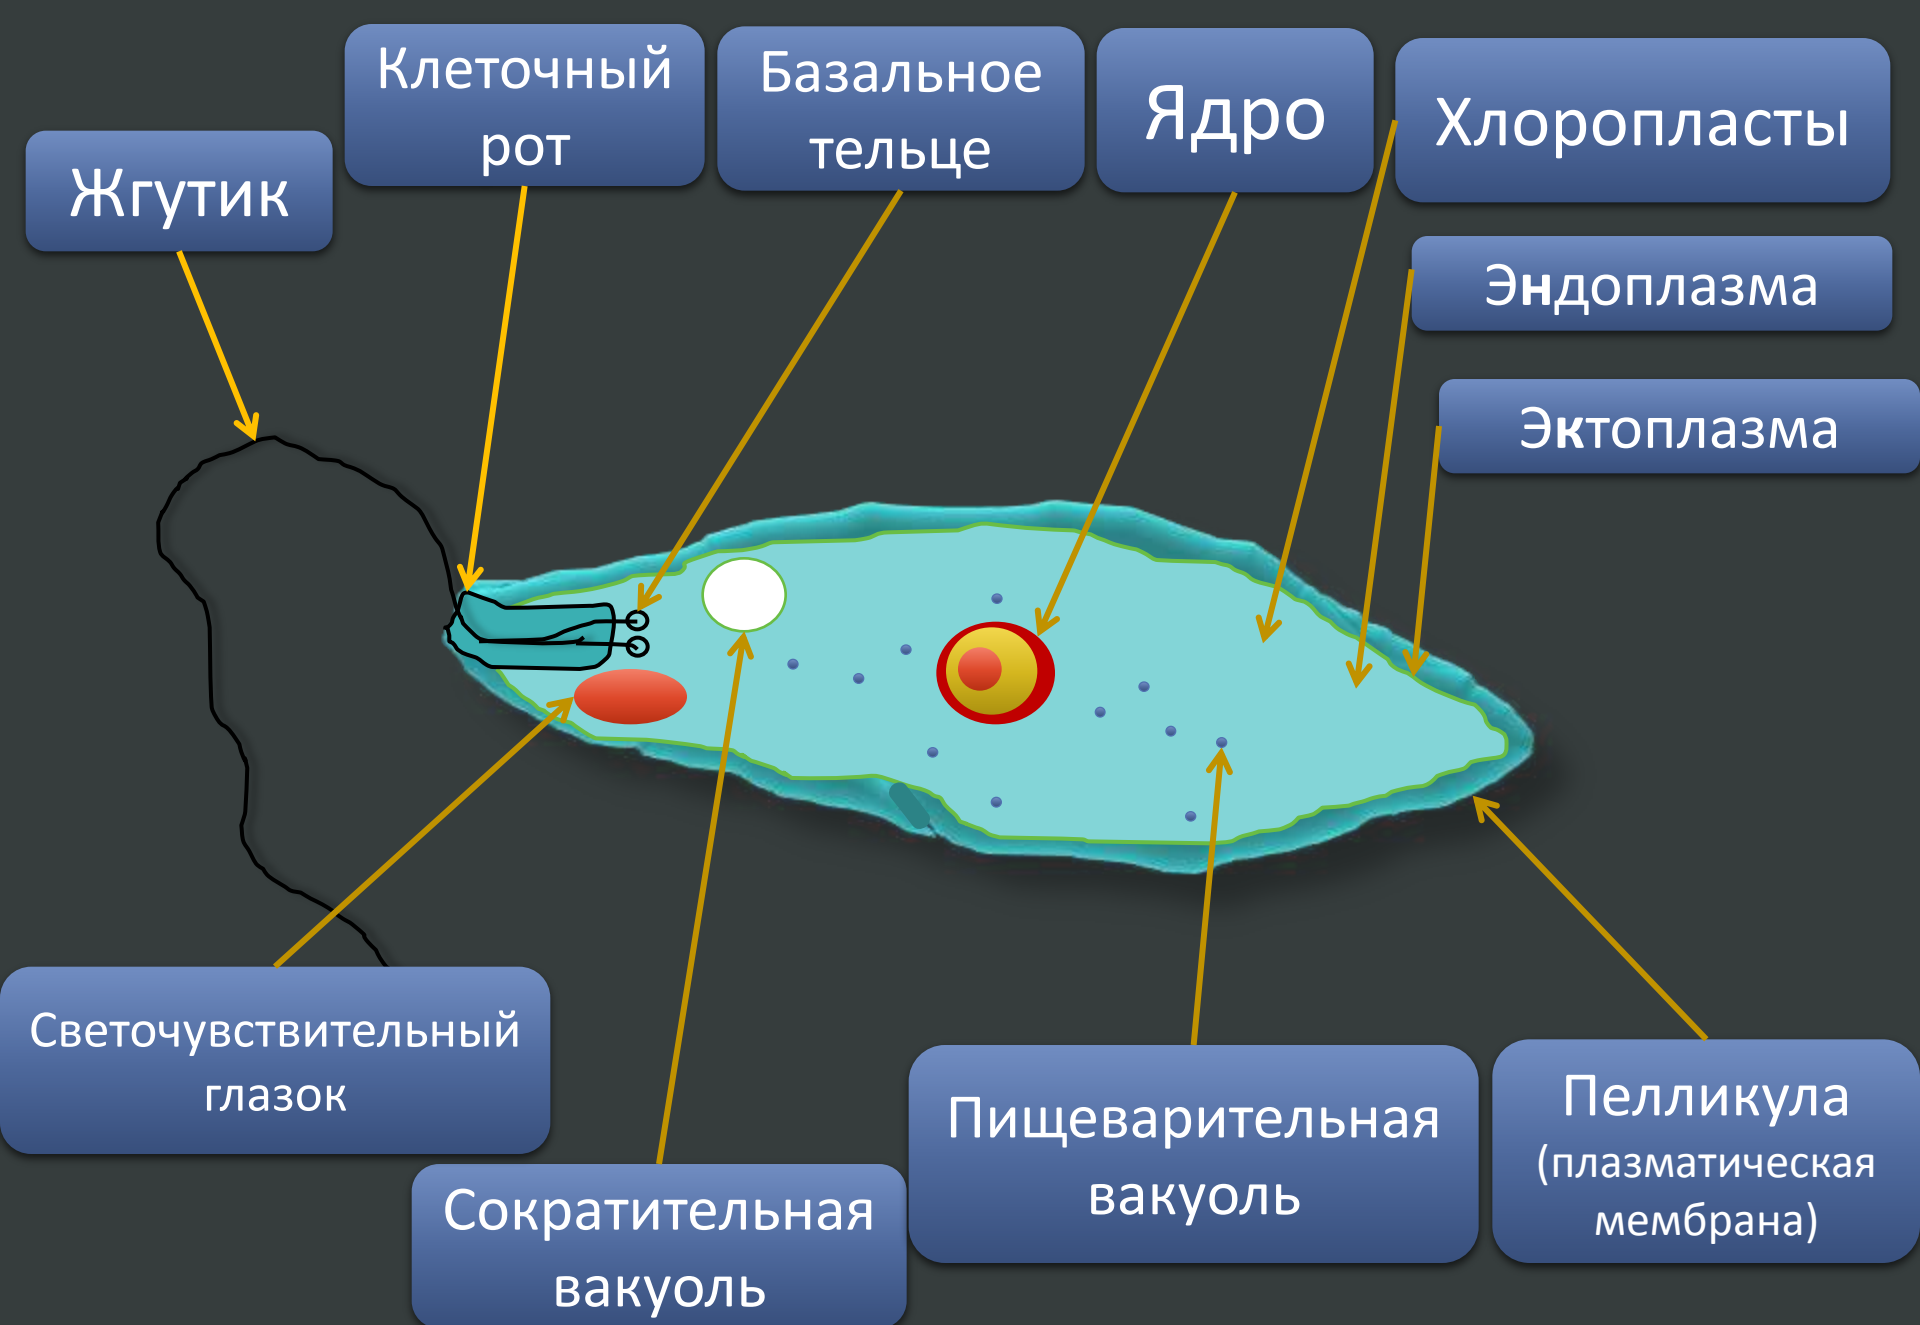 Клеточный
рот
Базальное
тельце
Ядро
Хлоропласты
Жгутик
Эндоплазма
Эктоплазма
Светочувствительный
глазок
Сократительная
вакуоль
Пищеварительная
вакуоль
Пелликула
(плазматическая
мембрана)